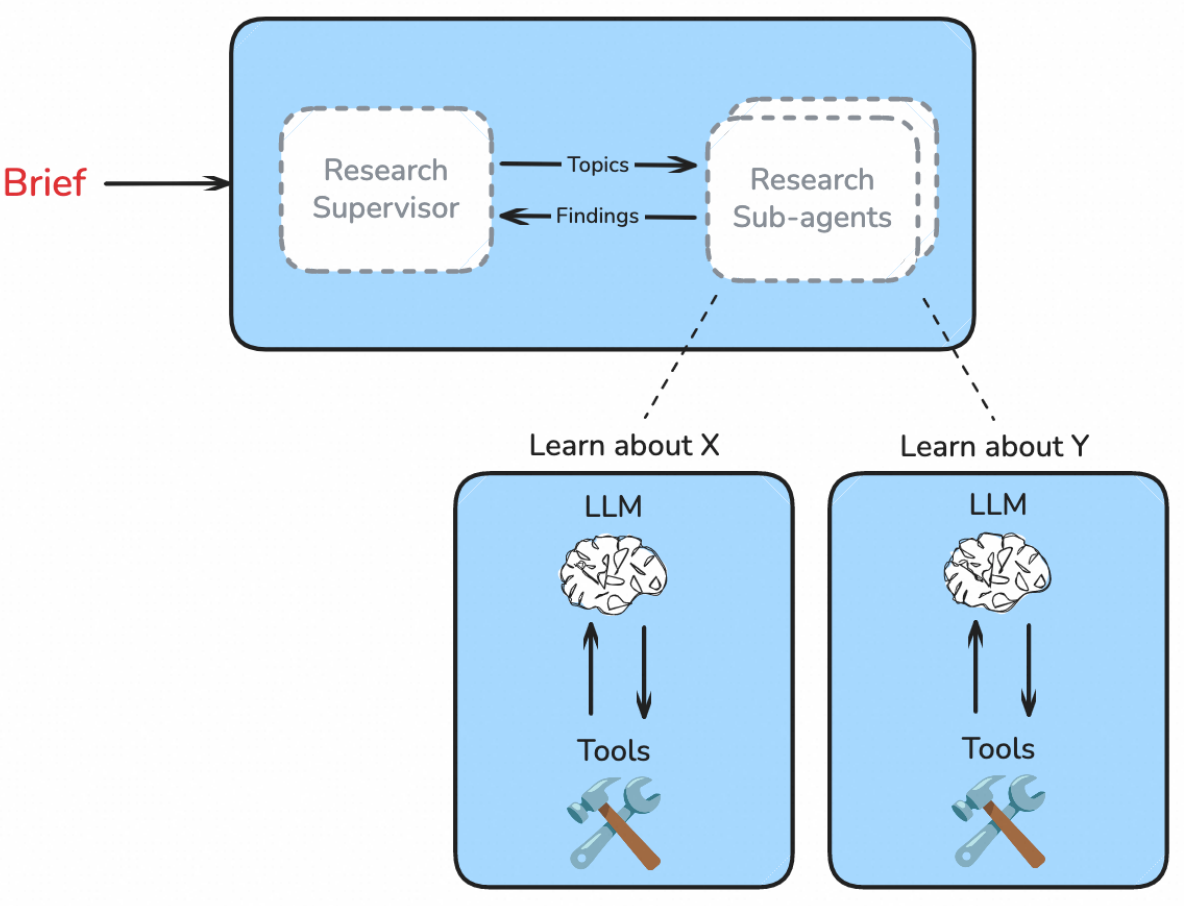 Brief
Research
Supervisor
Topics
Findings
Research
Sub-agents
Learn about X
Learn about Y
LLM
LLM
Tools
Tools